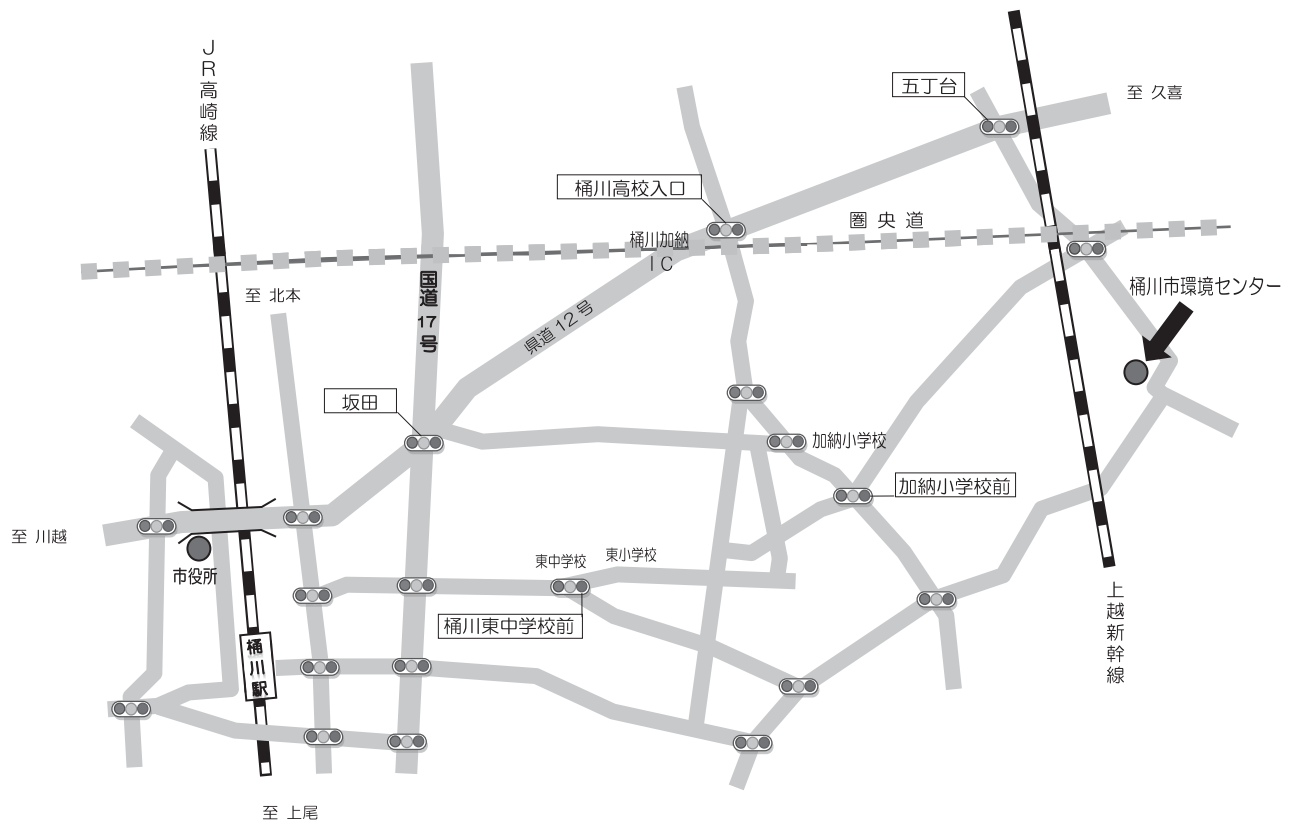 JR高崎線
五丁台
至 久喜
桶川高校入口
圏央道
桶川加納
IC
国道17号
至 北本
県道12号
桶川市環境センター
坂田
加納小学校
加納小学校前
至 川越
市役所
東中学校
東小学校
桶川東中学校前
上越新幹線
桶川駅
至 上尾